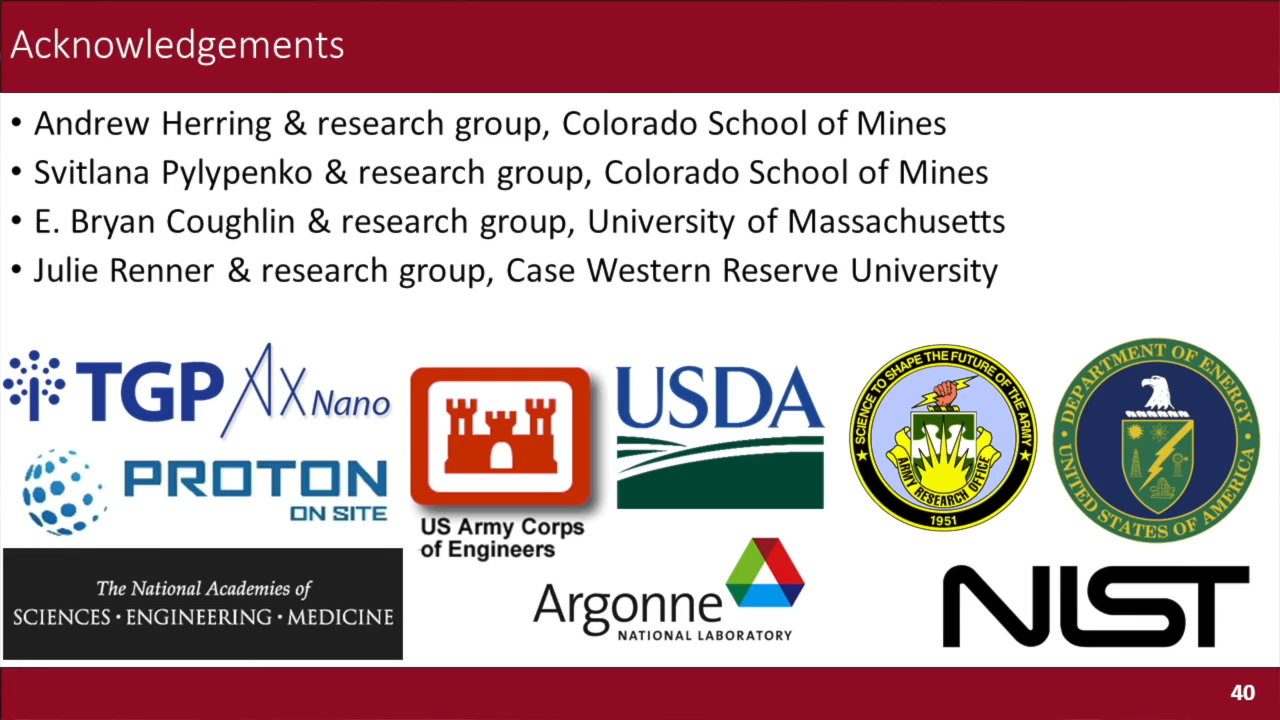 Acknowledgements
• Andrew Herring & research group, Colorado School of Mines
• Svitlana Pylypenko & research group, Colorado School of Mines
• E. Bryan Coughlin & research group, University of Massachusetts
• Julie Renner & research group, Case Western Reserve University
TGP
AX Nano
PROTON
ON SITE
US Army Corps
of Engineers
USDA
SCIENCE TO SHAPE THE FUTURE OF THE ARMY
ARMY RESEARCH OFFICE
1951
DEPARTMENT OF ENERGY
UNITED STATES OF AMERICA
The National Academies of
SCIENCES · ENGINEERING · MEDICINE
Argonne
NATIONAL LABORATORY
NIST
40